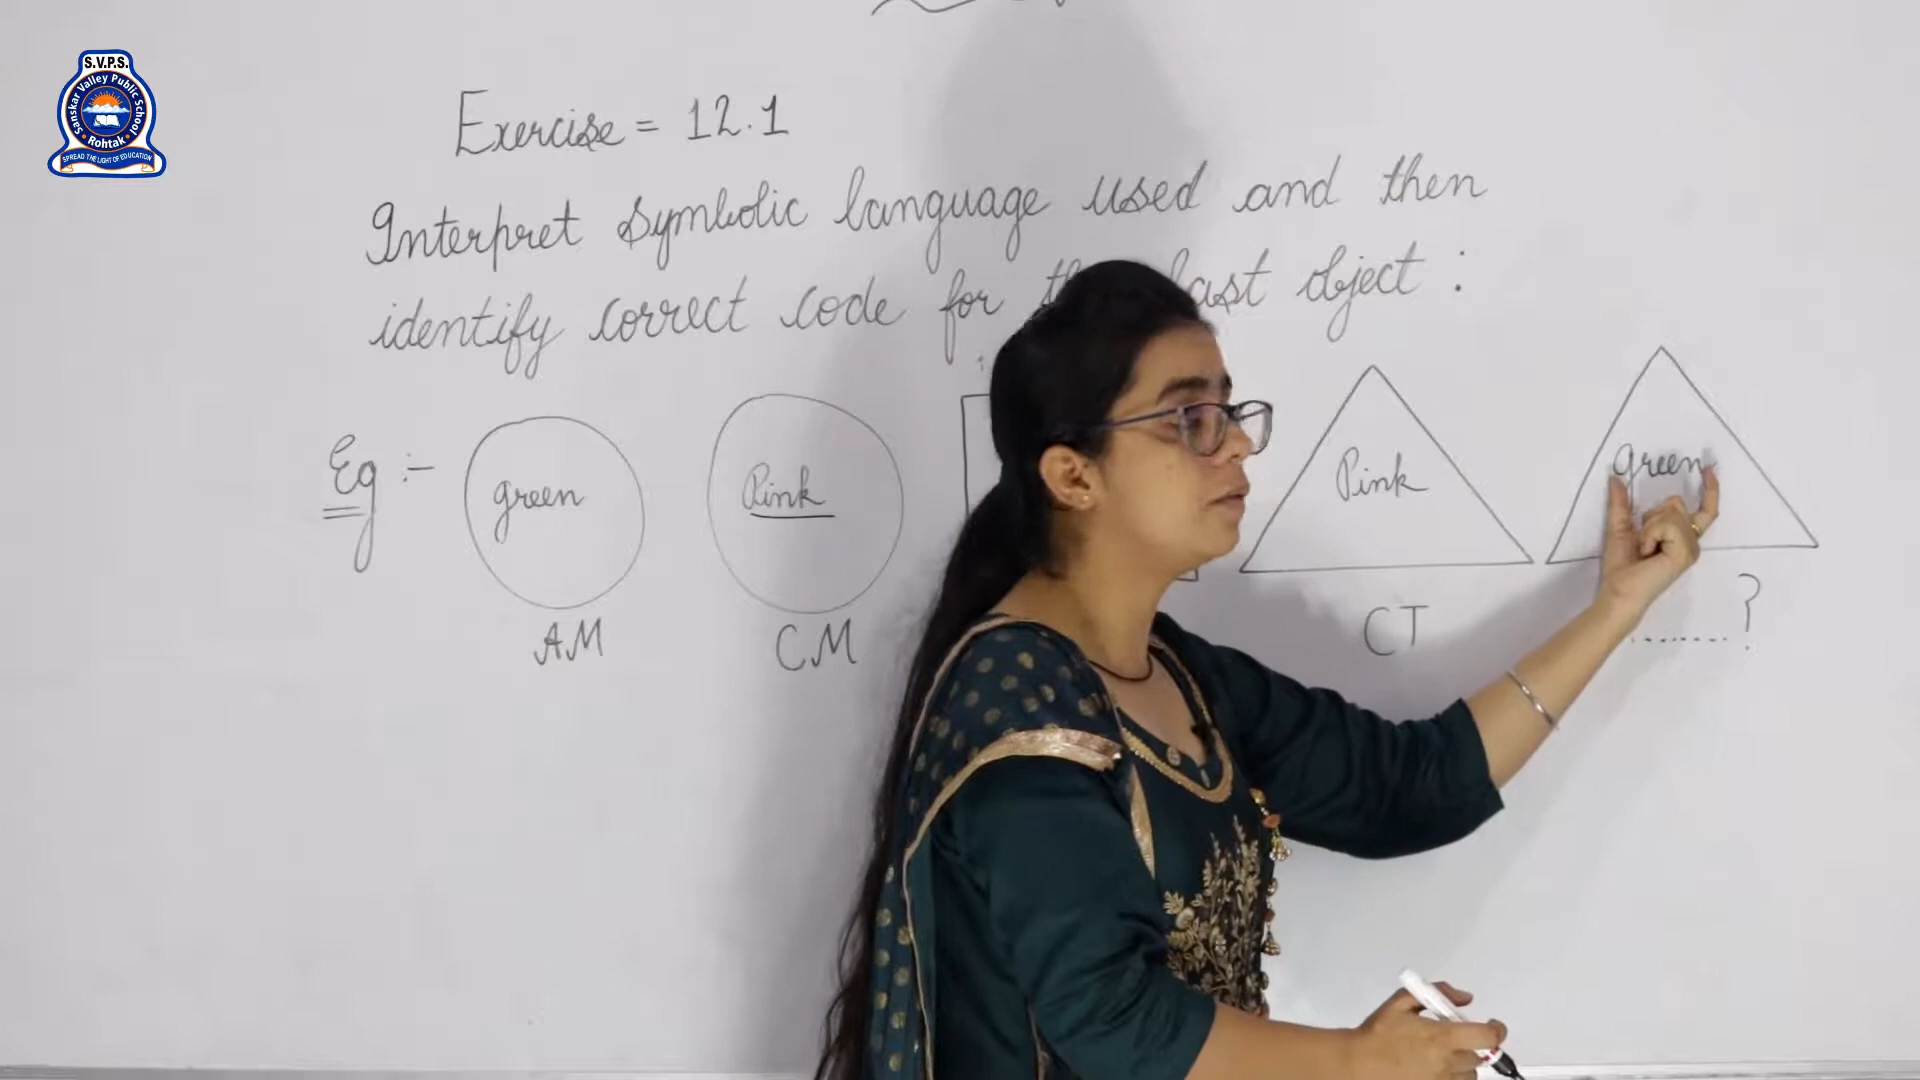 S.V.P.S.
Sanskar Valley Public School
Rohtak
SPREAD THE LIGHT OF EDUCATION
Exercise = 12.1
Interpret symbolic language used and then
identify correct code for last object :
Eg :- green Pink Pink green
AM CM CT ........?